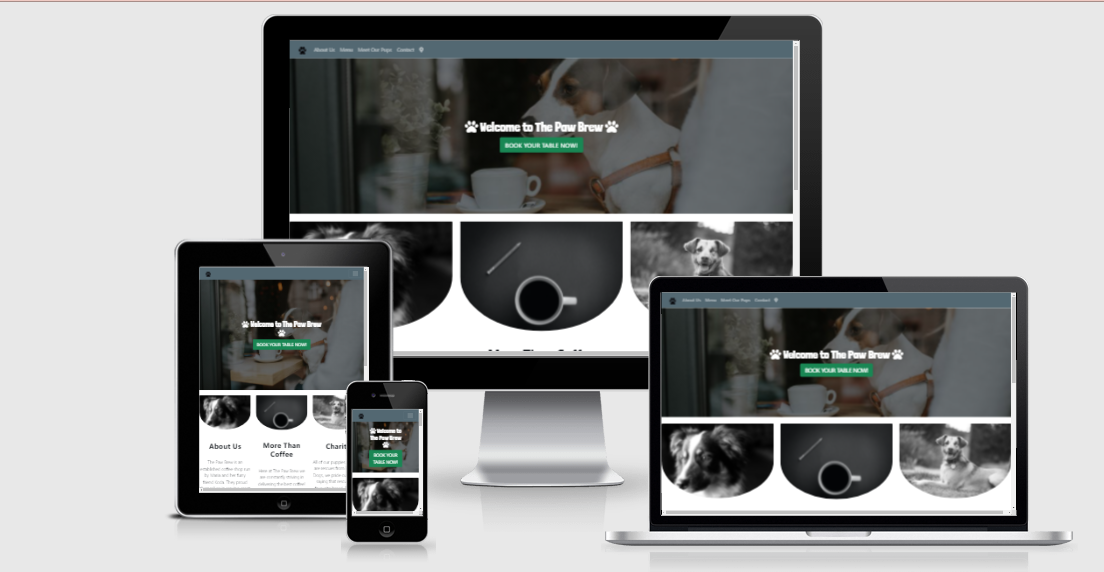 About Us Menu Meet Our Pups Contact
Welcome to The Paw Brew
BOOK YOUR TABLE NOW!
Welcome to The Paw Brew
BOOK YOUR TABLE NOW!
About Us
More Than
Coffee
Charit
Welcome to
The Paw Brew
BOOK YOUR
TABLE NOW!
About Us Menu Meet Our Pups Contact
Welcome to The Paw Brew
BOOK YOUR TABLE NOW!